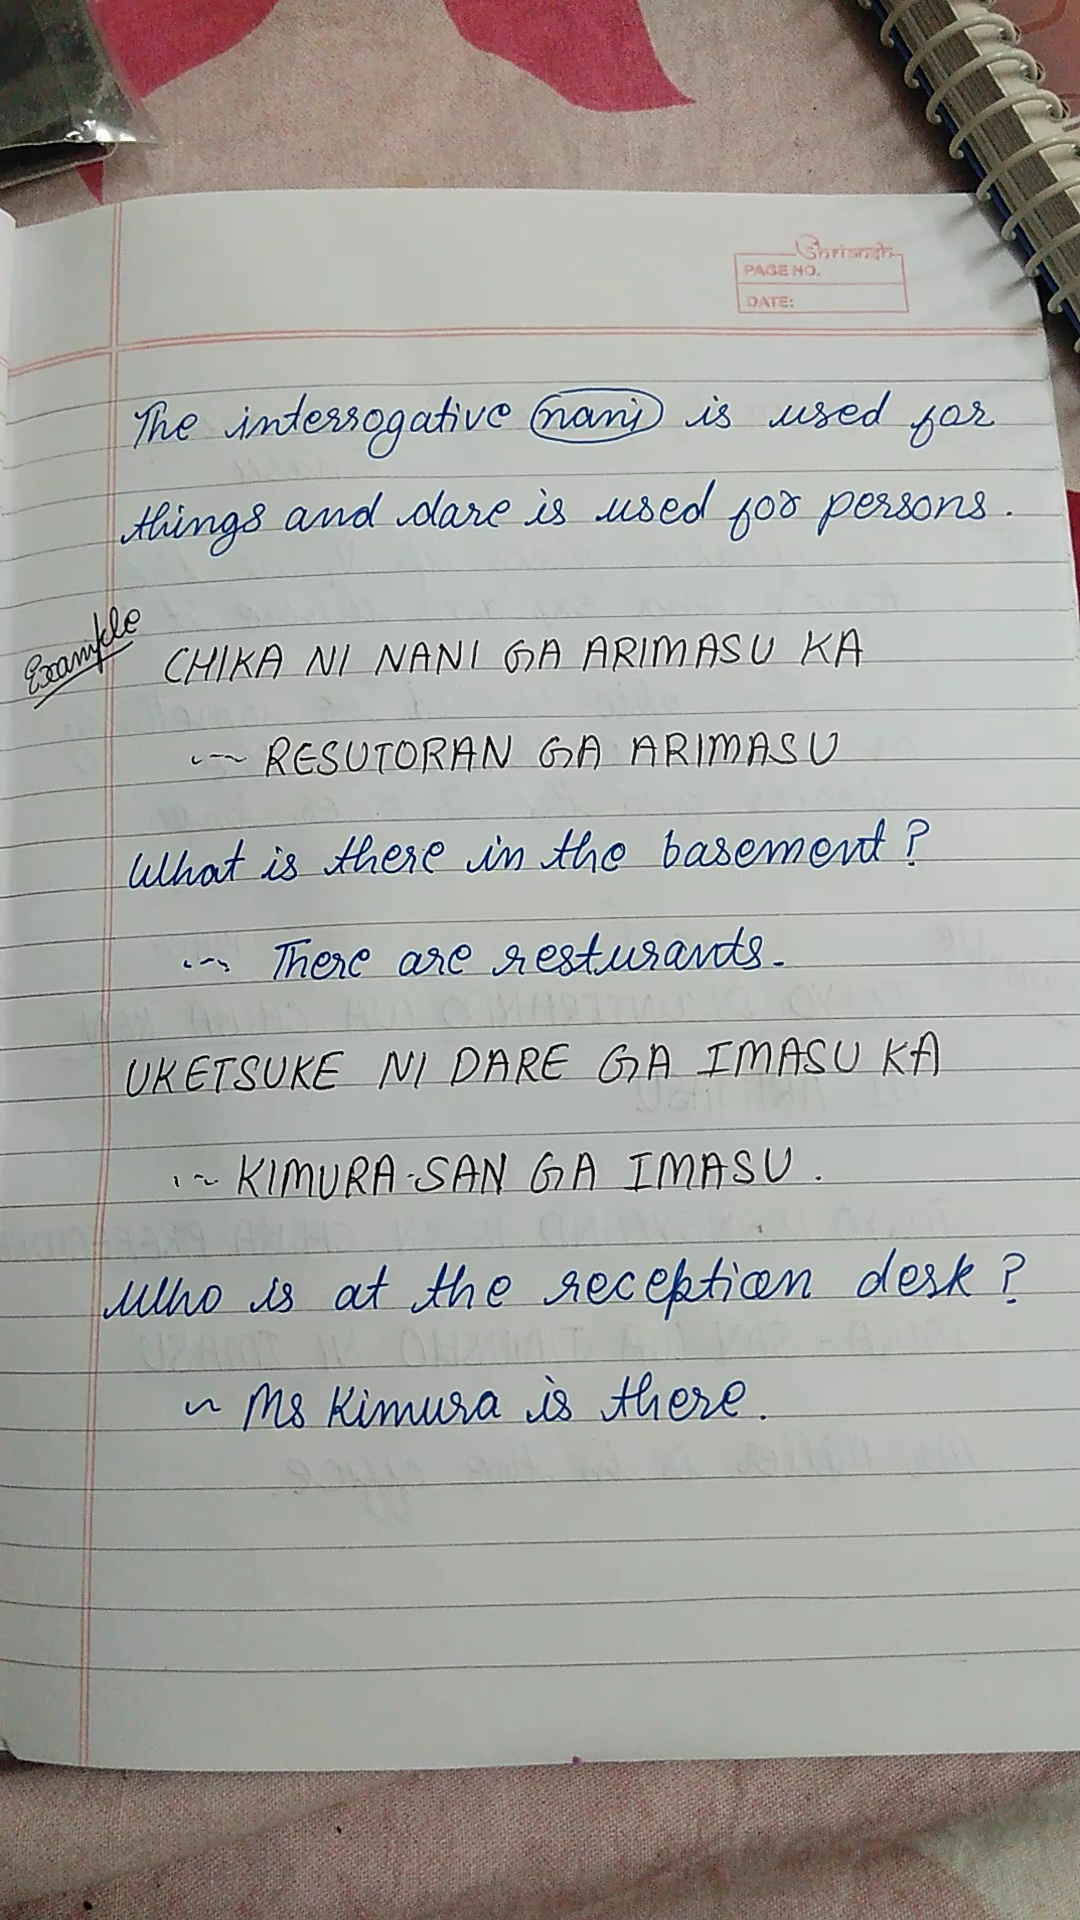 Shriansh
PAGE NO.
DATE:
The interrogative nani is used for
things and dare is used for persons.
Example
CHIKA NI NANI GA ARIMASU KA
~ RESUTORAN GA ARIMASU
What is there in the basement?
~ There are resturants.
UKETSUKE NI DARE GA IMASU KA
~ KIMURA-SAN GA IMASU.
Who is at the reception desk?
~ Ms Kimura is there.